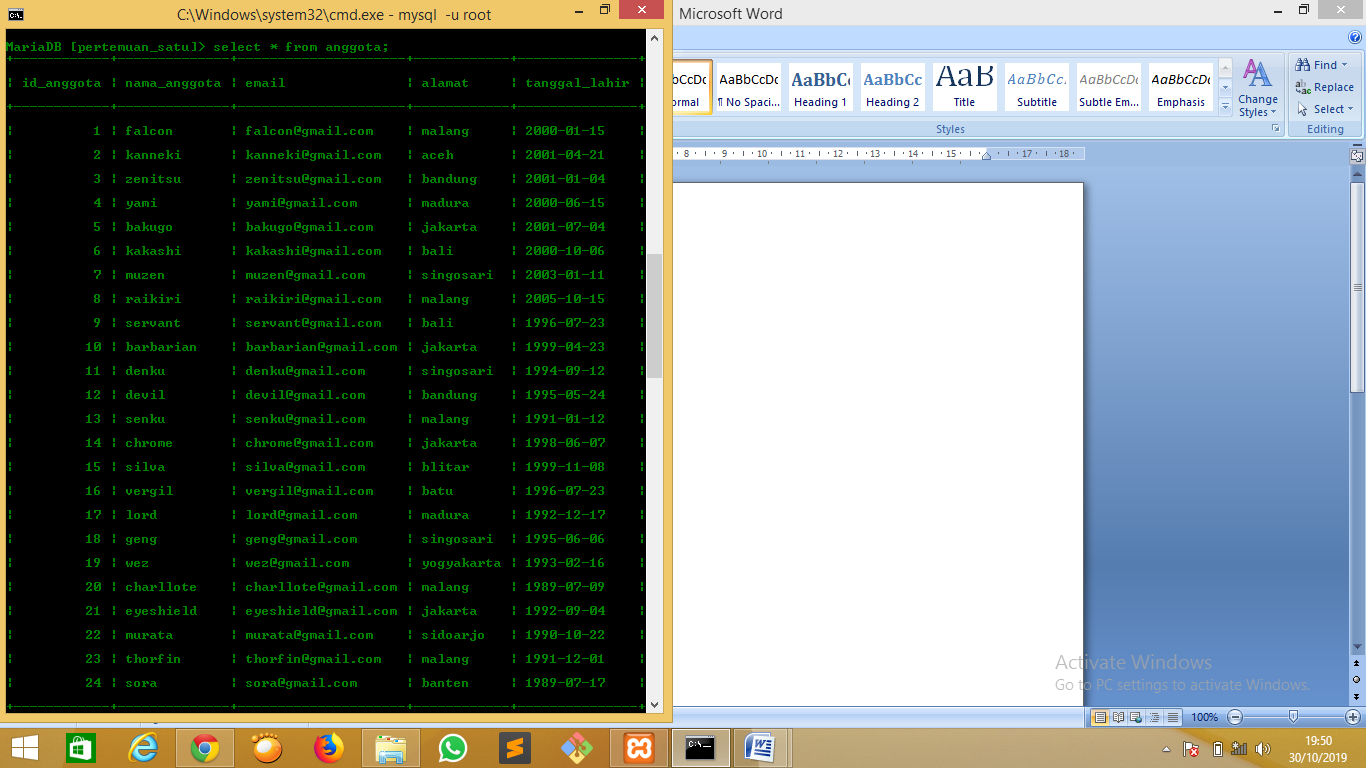 C:\Windows\system32\cmd.exe - mysql -u root
Microsoft Word
MariaDB [pertemuan_satu]> select * from anggota;
| id_anggota | nama_anggota | email | alamat | tanggal_lahir |
| 1 | falcon | falcon@gmail.com | malang | 2000-01-15 |
| 2 | kanneki | kanneki@gmail.com | aceh | 2001-04-21 |
| 3 | zenitsu | zenitsu@gmail.com | bandung | 2001-01-04 |
| 4 | yami | yami@gmail.com | madura | 2000-06-15 |
| 5 | bakugo | bakugo@gmail.com | jakarta | 2001-07-04 |
| 6 | kakashi | kakashi@gmail.com | bali | 2000-10-06 |
| 7 | muzen | muzen@gmail.com | singosari | 2003-01-11 |
| 8 | raikiri | raikiri@gmail.com | malang | 2005-10-15 |
| 9 | servant | servant@gmail.com | bali | 1996-07-23 |
| 10 | barbarian | barbarian@gmail.com | jakarta | 1999-04-23 |
| 11 | denku | denku@gmail.com | singosari | 1994-09-12 |
| 12 | devil | devil@gmail.com | bandung | 1995-05-24 |
| 13 | senku | senku@gmail.com | malang | 1991-01-12 |
| 14 | chrome | chrome@gmail.com | jakarta | 1998-06-07 |
| 15 | silva | silva@gmail.com | blitar | 1999-11-08 |
| 16 | vergil | vergil@gmail.com | batu | 1996-07-23 |
| 17 | lord | lord@gmail.com | madura | 1992-12-17 |
| 18 | geng | geng@gmail.com | singosari | 1995-06-06 |
| 19 | wez | wez@gmail.com | yogyakarta | 1993-02-16 |
| 20 | charllote | charllote@gmail.com | malang | 1989-07-09 |
| 21 | eyeshield | eyeshield@gmail.com | jakarta | 1992-09-04 |
| 22 | murata | murata@gmail.com | sidoarjo | 1990-10-22 |
| 23 | thorfin | thorfin@gmail.com | malang | 1991-12-01 |
| 24 | sora | sora@gmail.com | banten | 1989-07-17 |
AaBbCcDc AaBbC AaBbCc AaB AaBbCc. AaBbCcDc AaBbCcDc
¶ No Spaci... Heading 1 Heading 2 Title Subtitle Subtle Em... Emphasis
Change
Styles
Find
Replace
Select
Styles
Editing
8 9 10 11 12 13 14 15 17 18
Activate Windows
Go to PC settings to activate Windows.
100%
19:50
30/10/2019